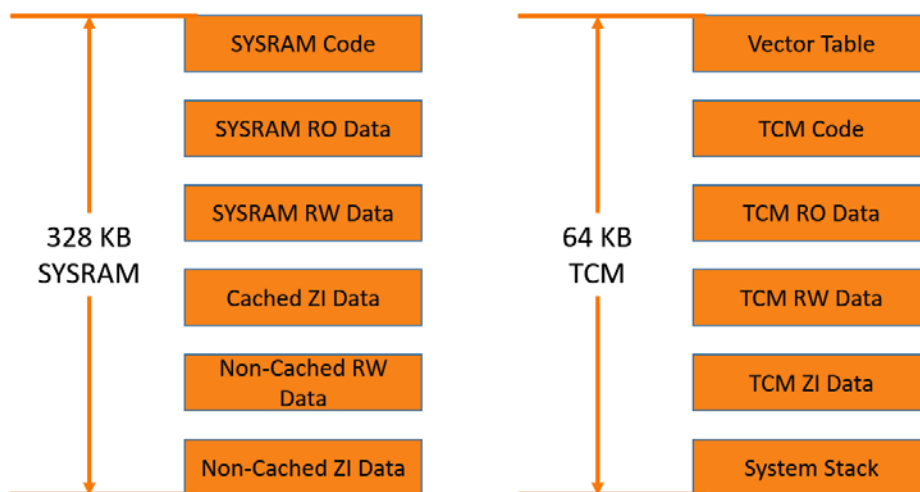 SYSRAM Code
SYSRAM RO Data
SYSRAM RW Data
328 KB
SYSRAM
Cached ZI Data
Non-Cached RW
Data
Non-Cached ZI Data
Vector Table
TCM Code
TCM RO Data
64 KB
TCM
TCM RW Data
TCM ZI Data
System Stack